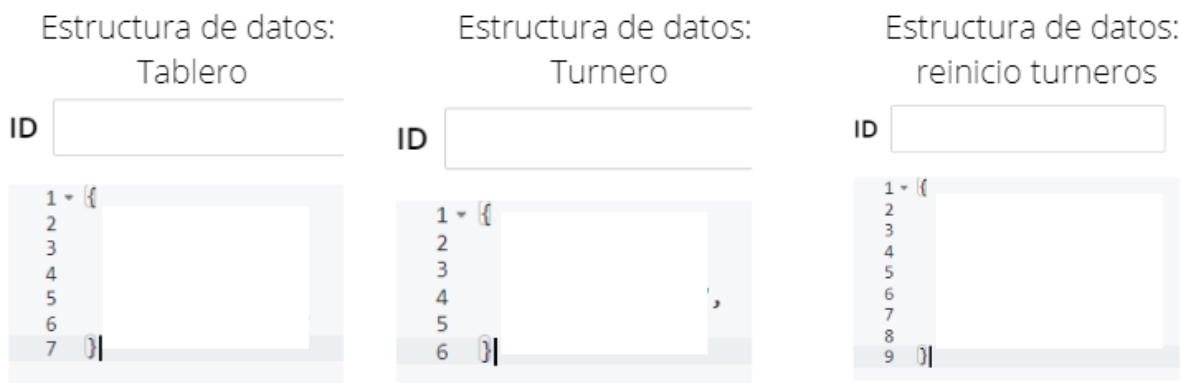 Estructura de datos:
Tablero
ID
1 {
2
3
4
5
6
7 }
Estructura de datos:
Turnero
ID
1 {
2
3
4 ',
5
6 }
Estructura de datos:
reinicio turneros
ID
1 {
2
3
4
5
6
7
8
9 }